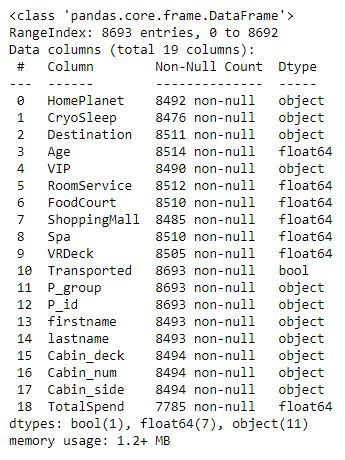 <class 'pandas.core.frame.DataFrame'>
RangeIndex: 8693 entries, 0 to 8692
Data columns (total 19 columns):
 #   Column        Non-Null Count  Dtype
---  ------        --------------  -----
 0   HomePlanet    8492 non-null   object
 1   CryoSleep     8476 non-null   object
 2   Destination   8511 non-null   object
 3   Age           8514 non-null   float64
 4   VIP           8490 non-null   object
 5   RoomService   8512 non-null   float64
 6   FoodCourt     8510 non-null   float64
 7   ShoppingMall  8485 non-null   float64
 8   Spa           8510 non-null   float64
 9   VRDeck        8505 non-null   float64
 10  Transported   8693 non-null   bool
 11  P_group       8693 non-null   object
 12  P_id          8693 non-null   object
 13  firstname     8493 non-null   object
 14  lastname      8493 non-null   object
 15  Cabin_deck    8494 non-null   object
 16  Cabin_num     8494 non-null   object
 17  Cabin_side    8494 non-null   object
 18  TotalSpend    7785 non-null   float64
dtypes: bool(1), float64(7), object(11)
memory usage: 1.2+ MB